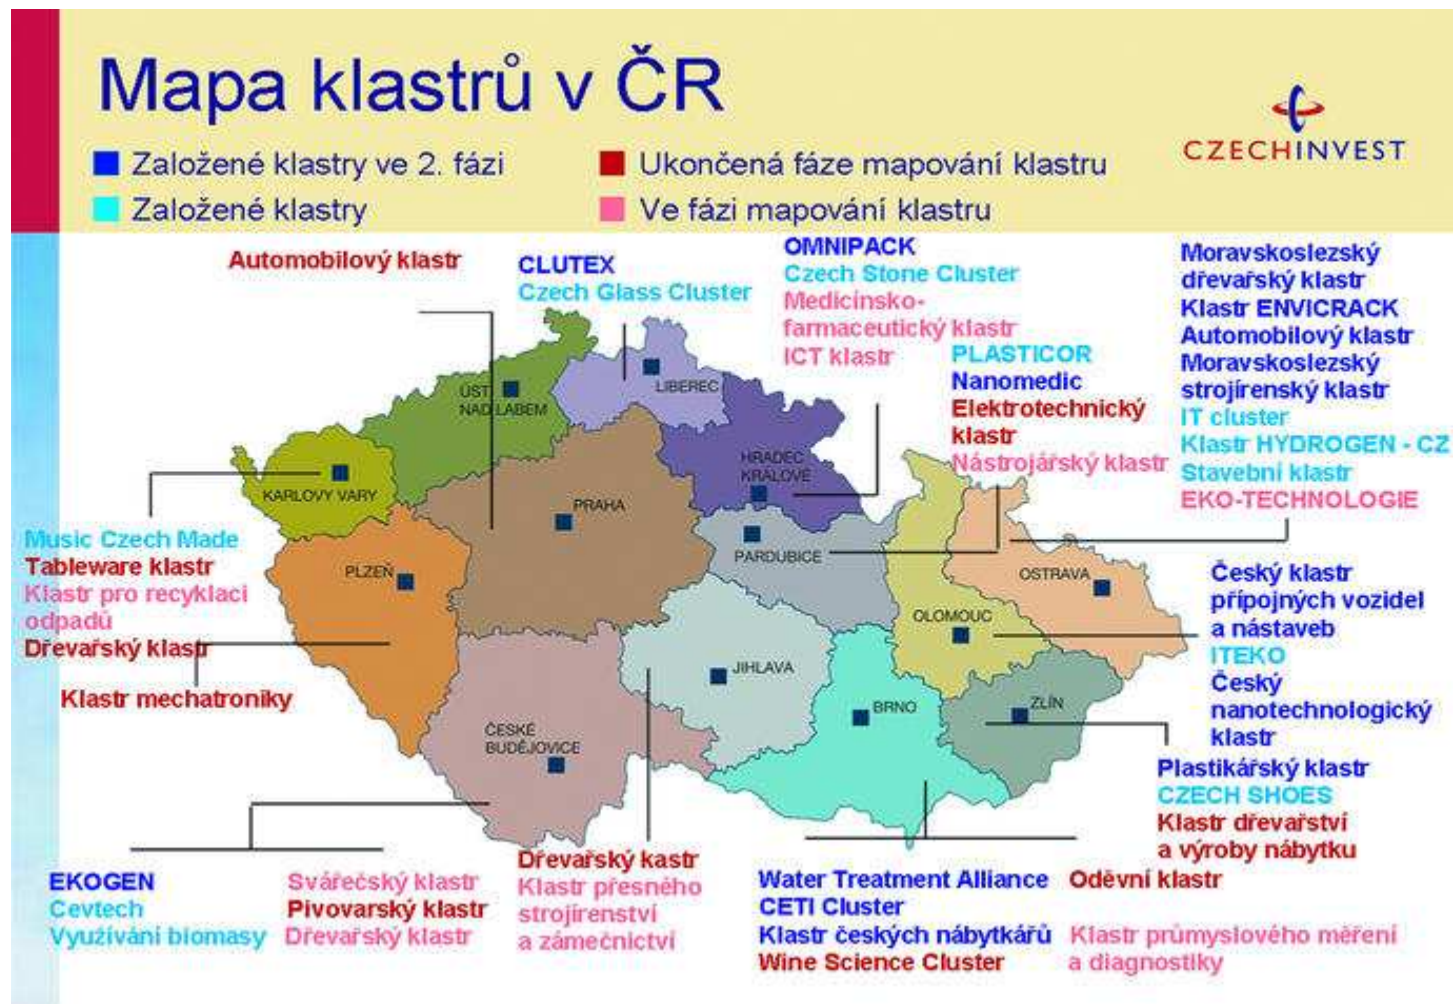 Mapa klastrů v ČR
CZECHINVEST
Založené klastry ve 2. fázi
Ukončená fáze mapování klastru
Založené klastry
Ve fázi mapování klastru
Automobilový klastr
CLUTEX
Czech Glass Cluster
OMNIPACK
Czech Stone Cluster
Medicínsko-
farmaceutický klastr
ICT klastr
PLASTICOR
Nanomedic
Elektrotechnický
klastr
Nástrojářský klastr
Moravskoslezský
dřevařský klastr
Klastr ENVICRACK
Automobilový klastr
Moravskoslezský
strojírenský klastr
IT cluster
Klastr HYDROGEN - CZ
Stavební klastr
EKO-TECHNOLOGIE
ÚST.
NAD LABEM
LIBEREC
HRADEC
KRÁLOVÉ
KARLOVY VARY
PRAHA
PARDUBICE
PLZEŇ
OSTRAVA
OLOMOUC
JIHLAVA
BRNO
ZLÍN
ČESKÉ
BUDĚJOVICE
Music Czech Made
Tableware klastr
Klastr pro recyklaci
odpadů
Dřevařský klastr
Klastr mechatroniky
Český klastr
přípojných vozidel
a nástaveb
ITEKO
Český
nanotechnologický
klastr
Plastikářský klastr
CZECH SHOES
Klastr dřevařství
a výroby nábytku
EKOGEN
Cevtech
Využívání biomasy
Svářečský klastr
Pivovarský klastr
Dřevařský klastr
Dřevařský kastr
Klastr přesného
strojírenství
a zámečnictví
Water Treatment Alliance
CETI Cluster
Klastr českých nábytkářů
Wine Science Cluster
Oděvní klastr
Klastr průmyslového měření
a diagnostiky